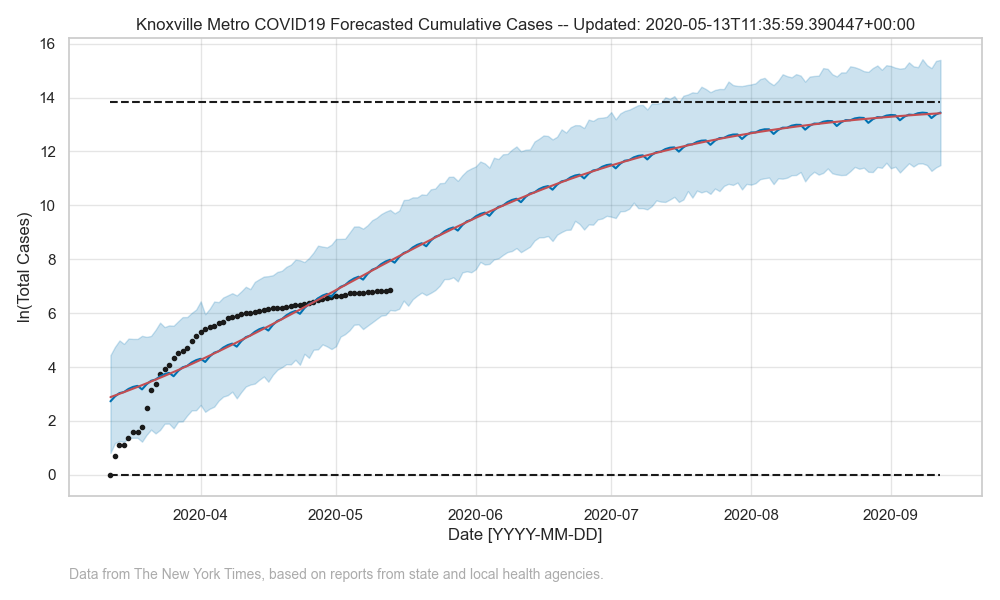 Knoxville Metro COVID19 Forecasted Cumulative Cases -- Updated: 2020-05-13T11:35:59.390447+00:00
16
14
12
10
8
6
4
2
0
ln(Total Cases)
2020-04 2020-05 2020-06 2020-07 2020-08 2020-09
Date [YYYY-MM-DD]
Data from The New York Times, based on reports from state and local health agencies.